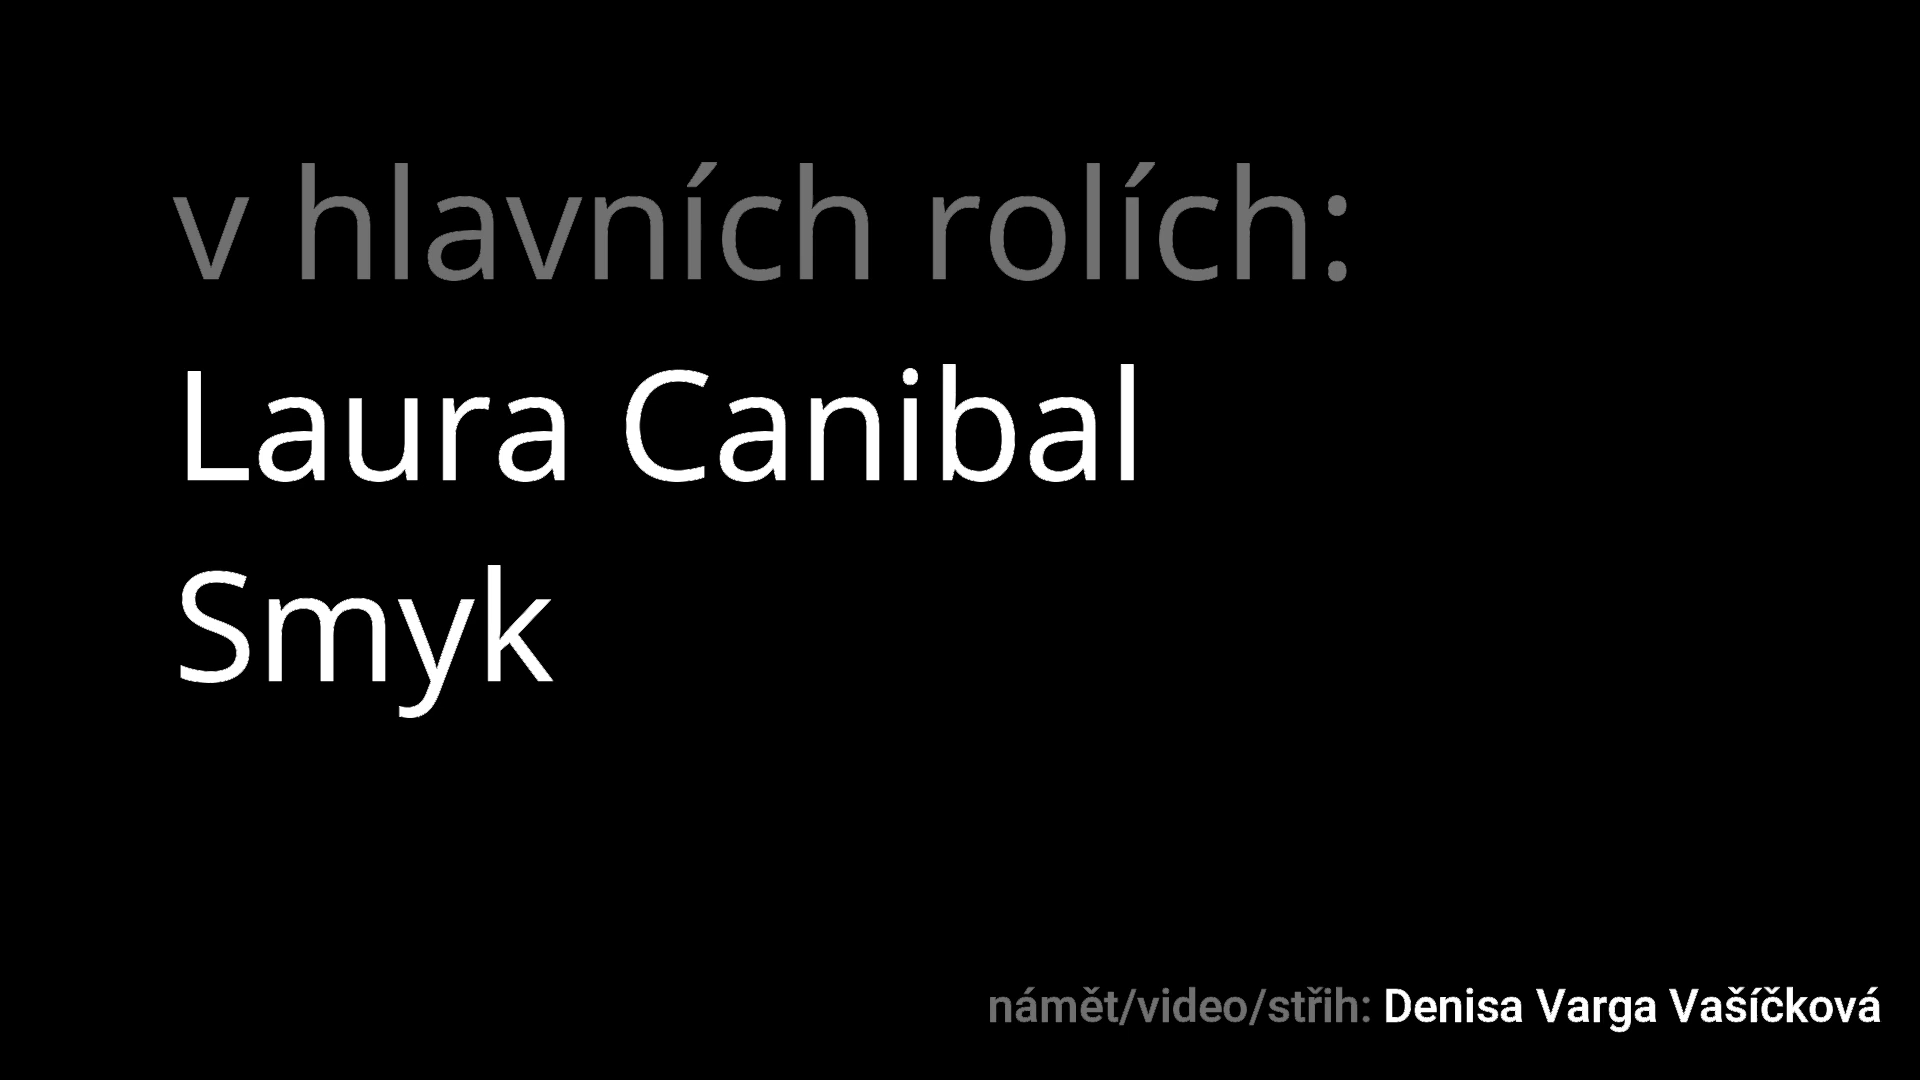 v hlavních rolích:
Laura Canibal
Smyk
námět/video/střih: Denisa Varga Vašíčková